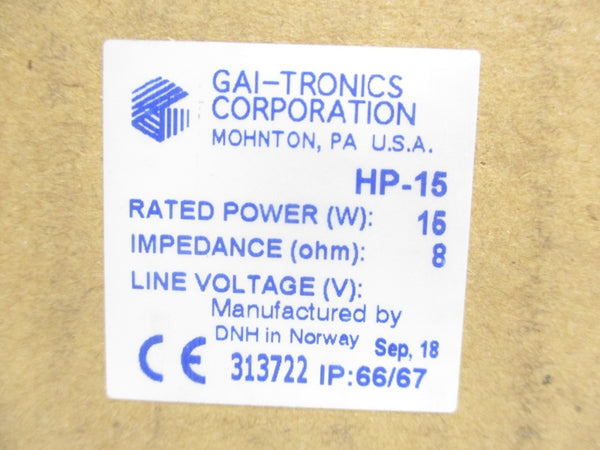 GAI-TRONICS
CORPORATION
MOHNTON, PA U.S.A.
HP-15
RATED POWER (W): 15
IMPEDANCE (ohm): 8
LINE VOLTAGE (V):
Manufactured by
DNH in Norway Sep, 18
CE 313722 IP:66/67